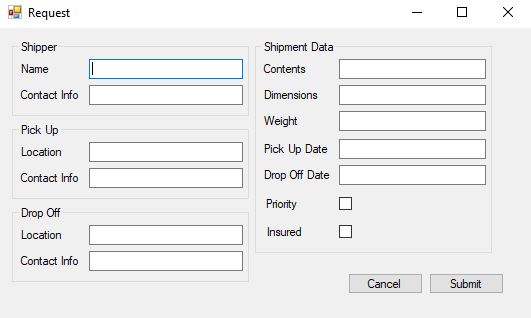 Request
Shipper
Name
Contact Info
Pick Up
Location
Contact Info
Drop Off
Location
Contact Info
Shipment Data
Contents
Dimensions
Weight
Pick Up Date
Drop Off Date
Priority
Insured
Cancel Submit